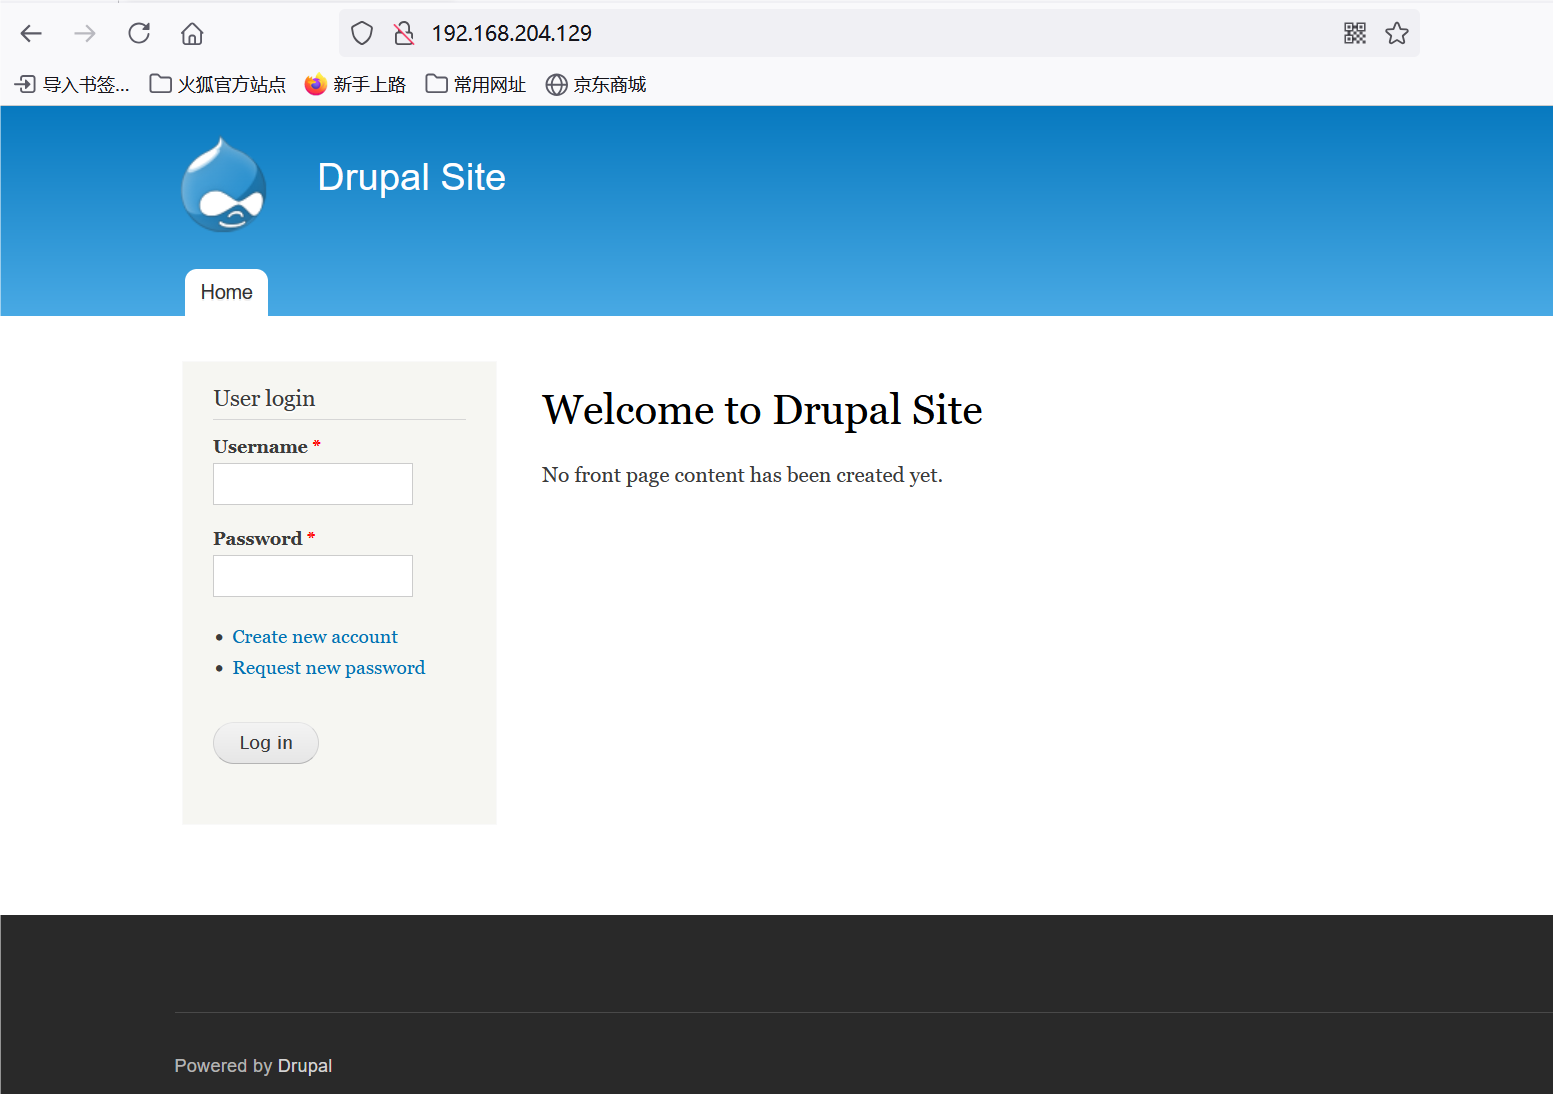 192.168.204.129
导入书签... 火狐官方站点 新手上路 常用网址 京东商城
Drupal Site
Home
User login
Username *
Password *
Create new account
Request new password
Log in
Welcome to Drupal Site
No front page content has been created yet.
Powered by Drupal